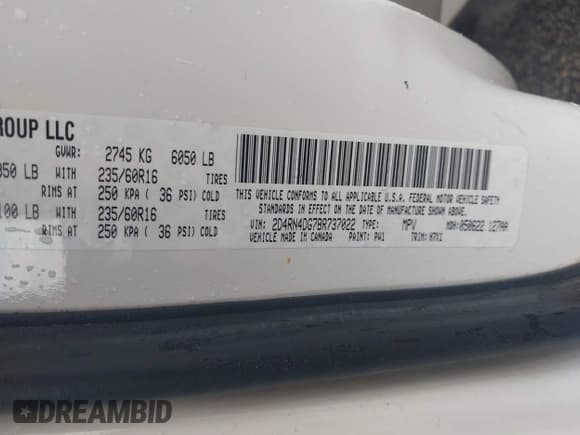 ROUP LLC
GVWR: 2745 KG 6050 LB
050 LB WITH 235/60R16 TIRES
RIMS AT 250 KPA ( 36 PSI) COLD
100 LB WITH 235/60R16 TIRES
RIMS AT 250 KPA ( 36 PSI) COLD
THIS VEHICLE CONFORMS TO ALL APPLICABLE U.S.A. FEDERAL MOTOR VEHICLE SAFETY
STANDARDS IN EFFECT ON THE DATE OF MANUFACTURE SHOWN ABOVE.
VIN: 2D4RN4DG7BR737022 TYPE: MPV MDH: 050622 127AAA
VEHICLE MADE IN CANADA PAINT: PW1 TRIM:
DREAMBID